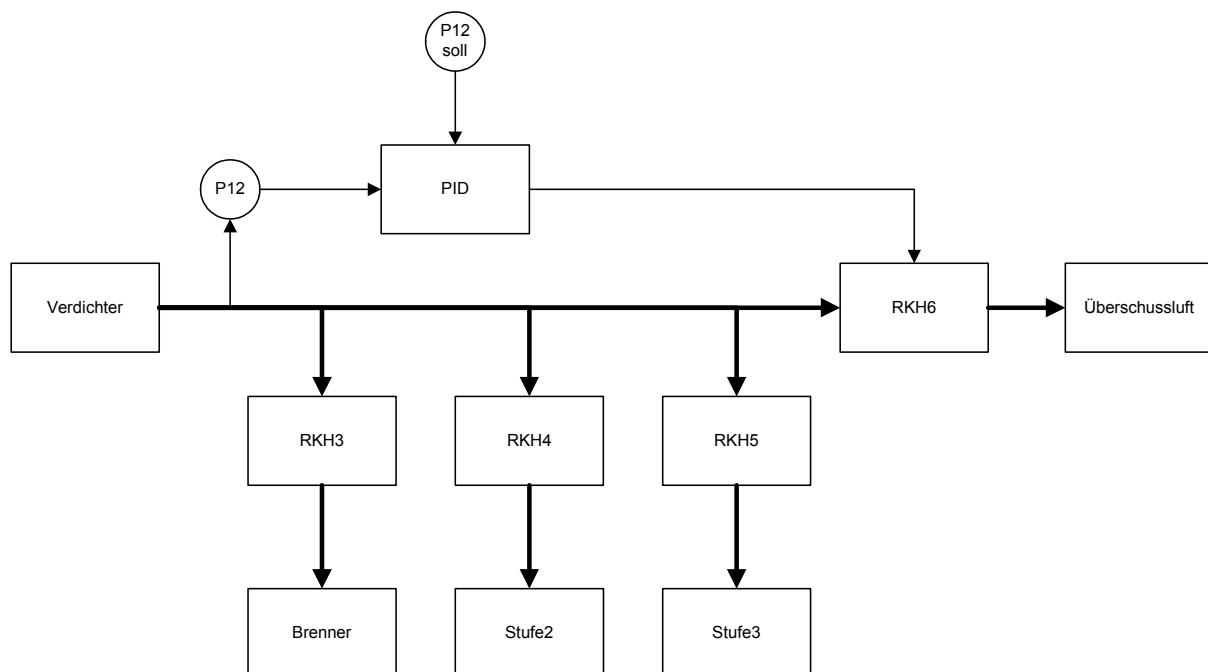 P12
soll
P12
PID
Verdichter
RKH6
Überschussluft
RKH3
RKH4
RKH5
Brenner
Stufe2
Stufe3